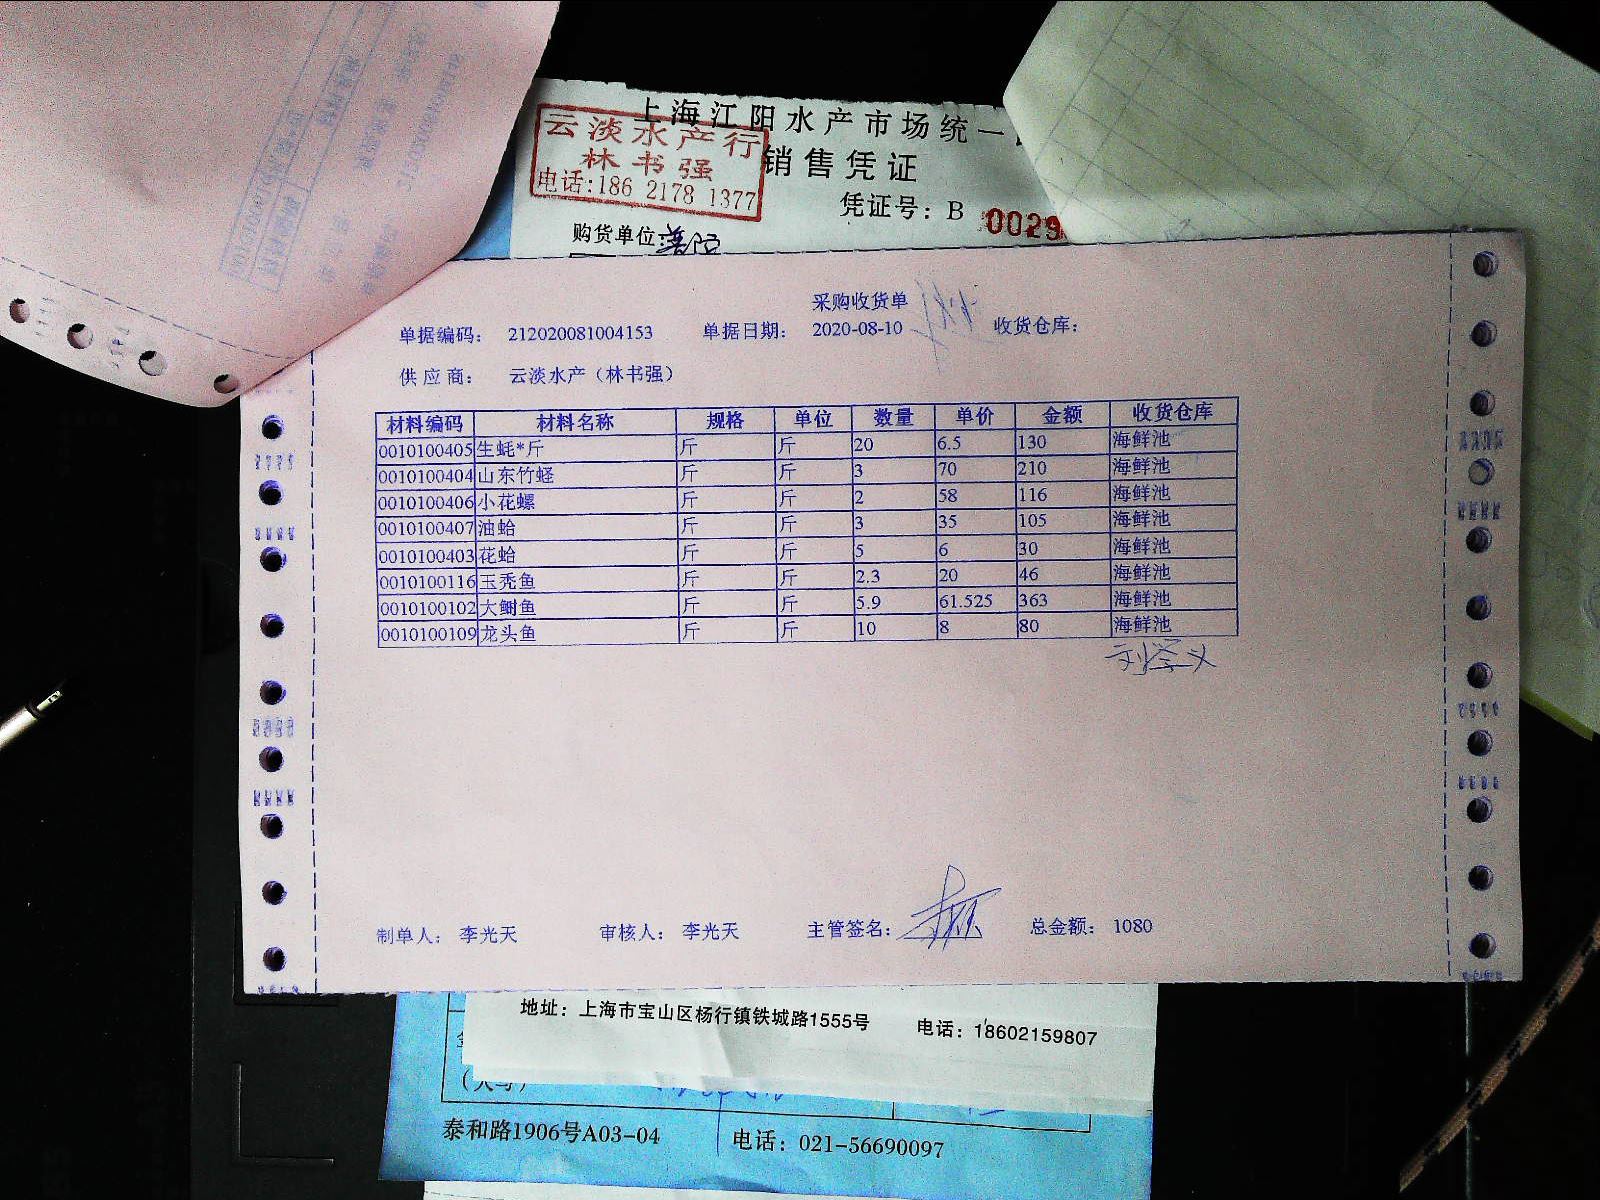 上海江阳水产市场统一
销售凭证
云淡水产行
林书强
电话:186 2178 1377
凭证号: B 0029
购货单位:
采购收货单
单据编码: 212020081004153 单据日期: 2020-08-10 收货仓库:
供应商: 云淡水产（林书强）
材料编码 材料名称 规格 单位 数量 单价 金额 收货仓库
0010100405 生蚝*斤 斤 斤 20 6.5 130 海鲜池
0010100404 山东竹蛏 斤 斤 3 70 210 海鲜池
0010100406 小花螺 斤 斤 2 58 116 海鲜池
0010100407 油蛤 斤 斤 3 35 105 海鲜池
0010100403 花蛤 斤 斤 5 6 30 海鲜池
0010100116 玉秃鱼 斤 斤 2.3 20 46 海鲜池
0010100102 大鲥鱼 斤 斤 5.9 61.525 363 海鲜池
0010100109 龙头鱼 斤 斤 10 8 80 海鲜池
制单人: 李光天 审核人: 李光天 主管签名: 总金额: 1080
地址: 上海市宝山区杨行镇铁城路1555号 电话: 18602159807
(大写)
泰和路1906号A03-04 电话: 021-56690097